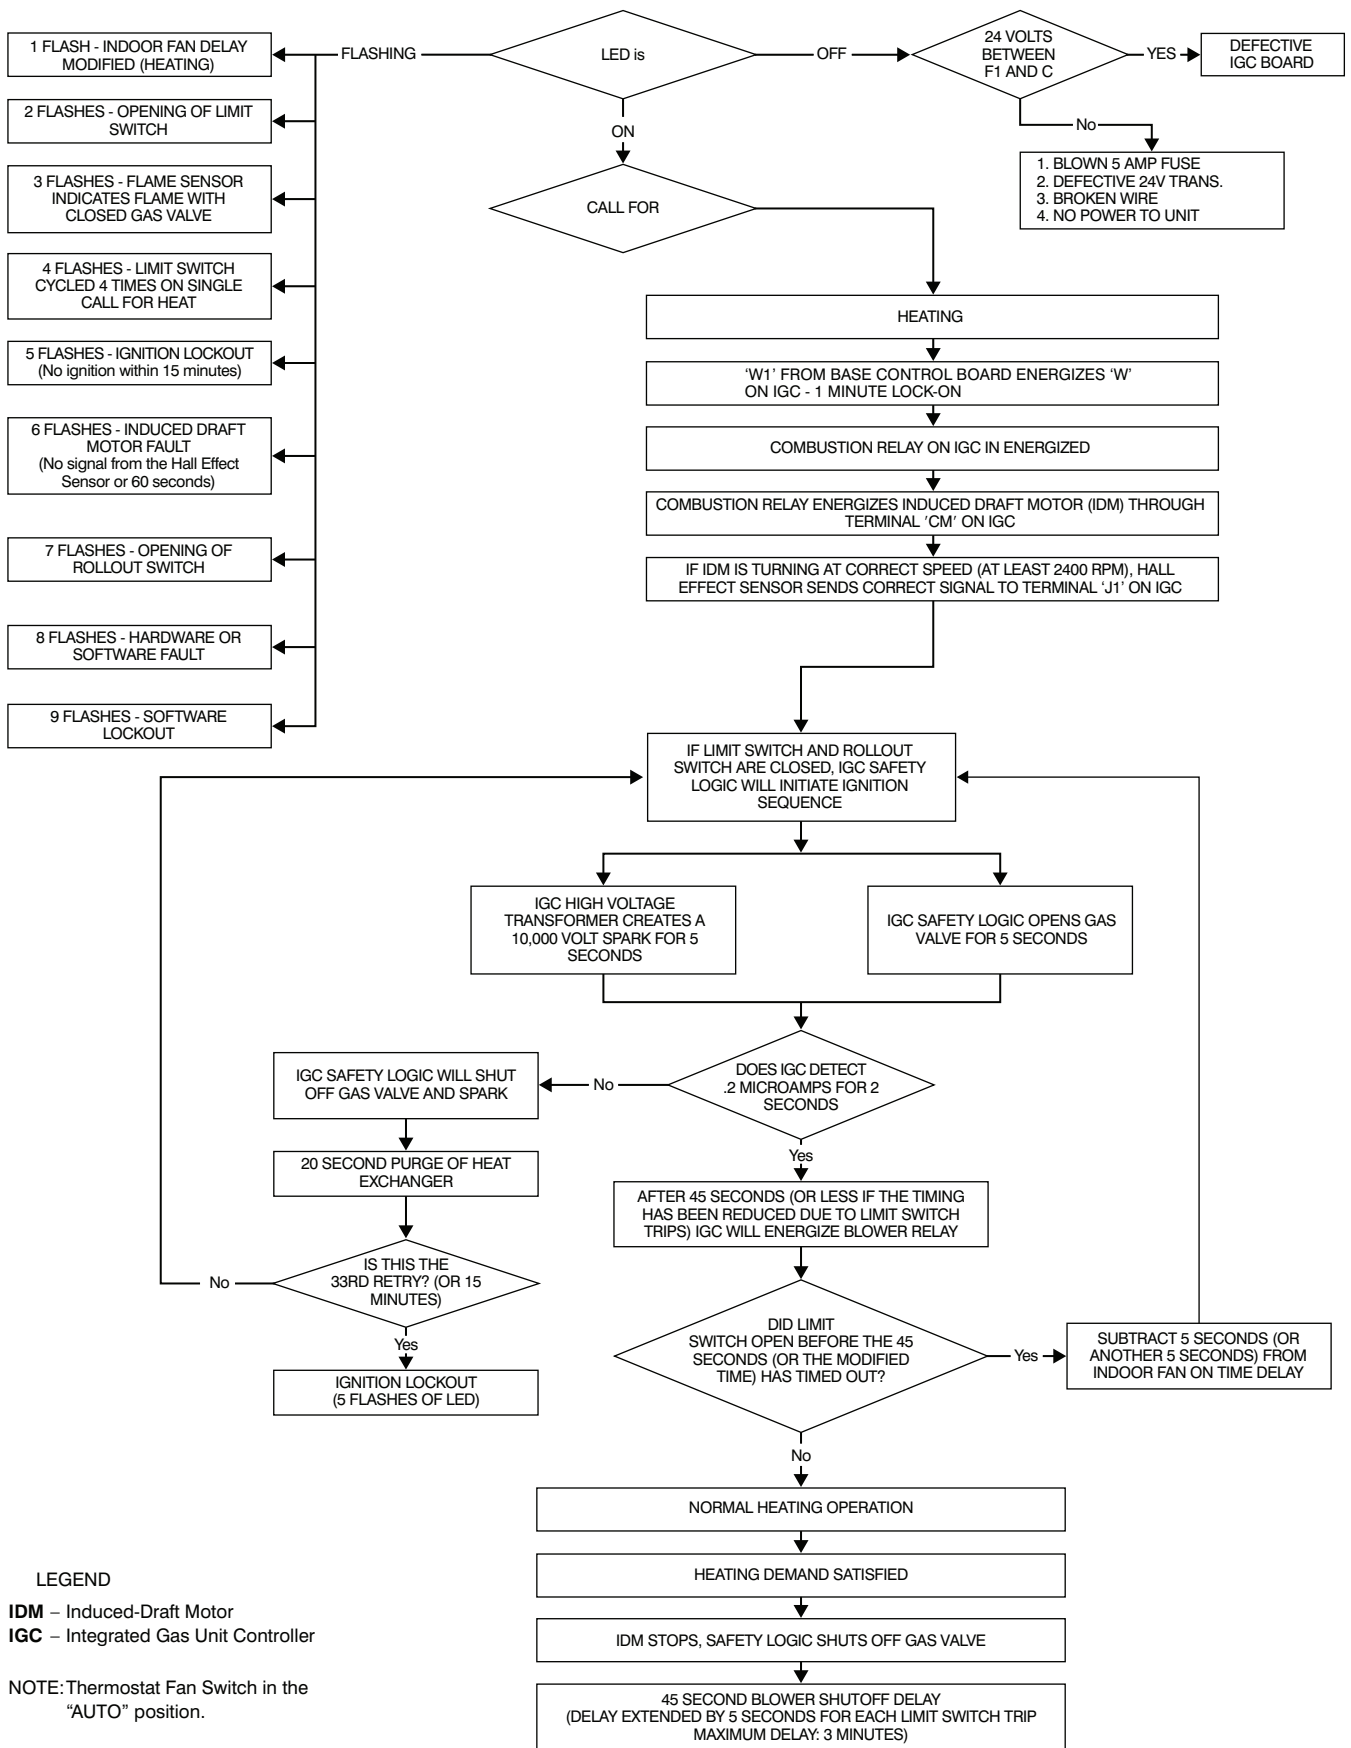 1 FLASH - INDOOR FAN DELAY
MODIFIED (HEATING)
FLASHING
LED is
OFF
24 VOLTS
BETWEEN
F1 AND C
YES
DEFECTIVE
IGC BOARD
2 FLASHES - OPENING OF LIMIT
SWITCH
ON
No
1. BLOWN 5 AMP FUSE
2. DEFECTIVE 24V TRANS.
3. BROKEN WIRE
4. NO POWER TO UNIT
3 FLASHES - FLAME SENSOR
INDICATES FLAME WITH
CLOSED GAS VALVE
CALL FOR
4 FLASHES - LIMIT SWITCH
CYCLED 4 TIMES ON SINGLE
CALL FOR HEAT
HEATING
5 FLASHES - IGNITION LOCKOUT
(No ignition within 15 minutes)
‘W1’ FROM BASE CONTROL BOARD ENERGIZES ‘W’
ON IGC - 1 MINUTE LOCK-ON
6 FLASHES - INDUCED DRAFT
MOTOR FAULT
(No signal from the Hall Effect
Sensor or 60 seconds)
COMBUSTION RELAY ON IGC IN ENERGIZED
COMBUSTION RELAY ENERGIZES INDUCED DRAFT MOTOR (IDM) THROUGH
TERMINAL ‘CM’ ON IGC
7 FLASHES - OPENING OF
ROLLOUT SWITCH
IF IDM IS TURNING AT CORRECT SPEED (AT LEAST 2400 RPM), HALL
EFFECT SENSOR SENDS CORRECT SIGNAL TO TERMINAL ‘J1’ ON IGC
8 FLASHES - HARDWARE OR
SOFTWARE FAULT
9 FLASHES - SOFTWARE
LOCKOUT
IF LIMIT SWITCH AND ROLLOUT
SWITCH ARE CLOSED, IGC SAFETY
LOGIC WILL INITIATE IGNITION
SEQUENCE
IGC HIGH VOLTAGE
TRANSFORMER CREATES A
10,000 VOLT SPARK FOR 5
SECONDS
IGC SAFETY LOGIC OPENS GAS
VALVE FOR 5 SECONDS
DOES IGC DETECT
.2 MICROAMPS FOR 2
SECONDS
No
IGC SAFETY LOGIC WILL SHUT
OFF GAS VALVE AND SPARK
Yes
20 SECOND PURGE OF HEAT
EXCHANGER
AFTER 45 SECONDS (OR LESS IF THE TIMING
HAS BEEN REDUCED DUE TO LIMIT SWITCH
TRIPS) IGC WILL ENERGIZE BLOWER RELAY
IS THIS THE
33RD RETRY? (OR 15
MINUTES)
No
Yes
IGNITION LOCKOUT
(5 FLASHES OF LED)
DID LIMIT
SWITCH OPEN BEFORE THE 45
SECONDS (OR THE MODIFIED
TIME) HAS TIMED OUT?
Yes
SUBTRACT 5 SECONDS (OR
ANOTHER 5 SECONDS) FROM
INDOOR FAN ON TIME DELAY
No
NORMAL HEATING OPERATION
HEATING DEMAND SATISFIED
IDM STOPS, SAFETY LOGIC SHUTS OFF GAS VALVE
45 SECOND BLOWER SHUTOFF DELAY
(DELAY EXTENDED BY 5 SECONDS FOR EACH LIMIT SWITCH TRIP
MAXIMUM DELAY: 3 MINUTES)
LEGEND
IDM – Induced-Draft Motor
IGC – Integrated Gas Unit Controller
NOTE: Thermostat Fan Switch in the
“AUTO” position.